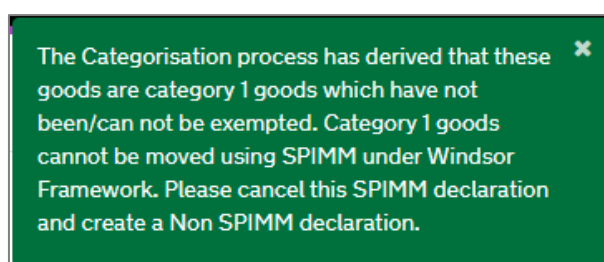 The Categorisation process has derived that these
goods are category 1 goods which have not
been/can not be exempted. Category 1 goods
cannot be moved using SPIMM under Windsor
Framework. Please cancel this SPIMM declaration
and create a Non SPIMM declaration.